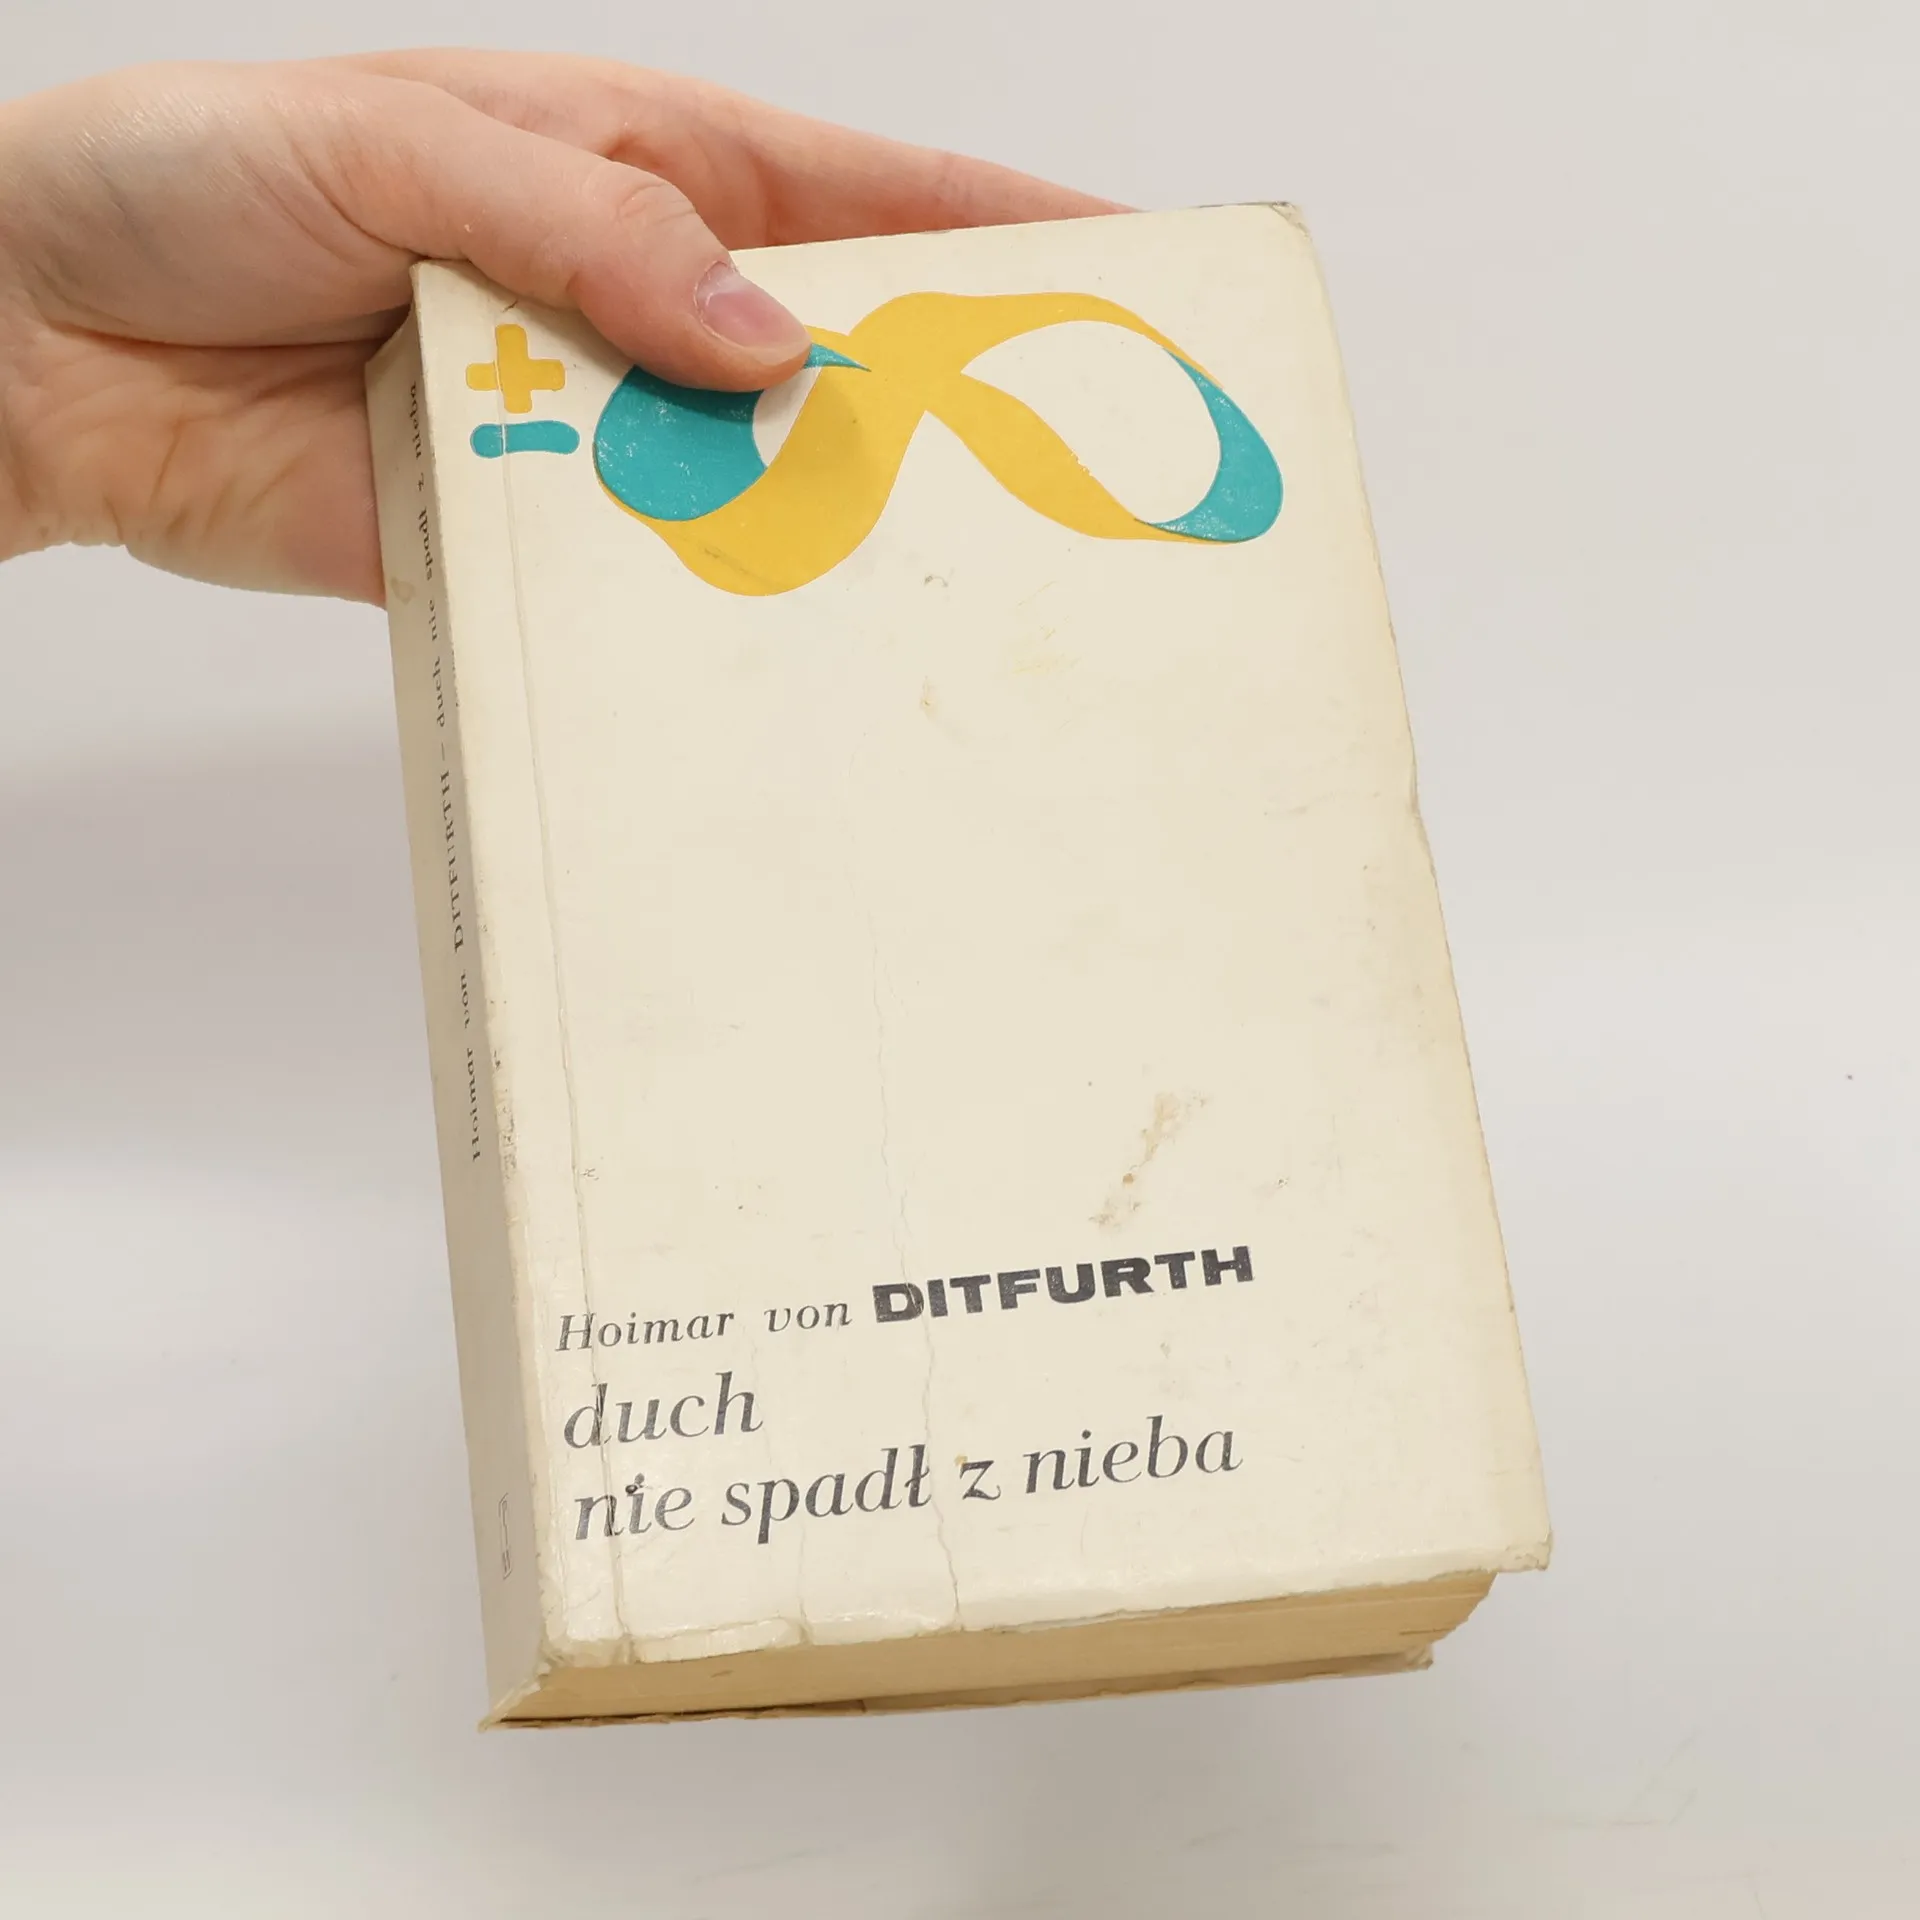 Hoimar von DITFURTH – duch nie spadł z nieba
±∞
Hoimar von DITFURTH
duch
nie spadł z nieba